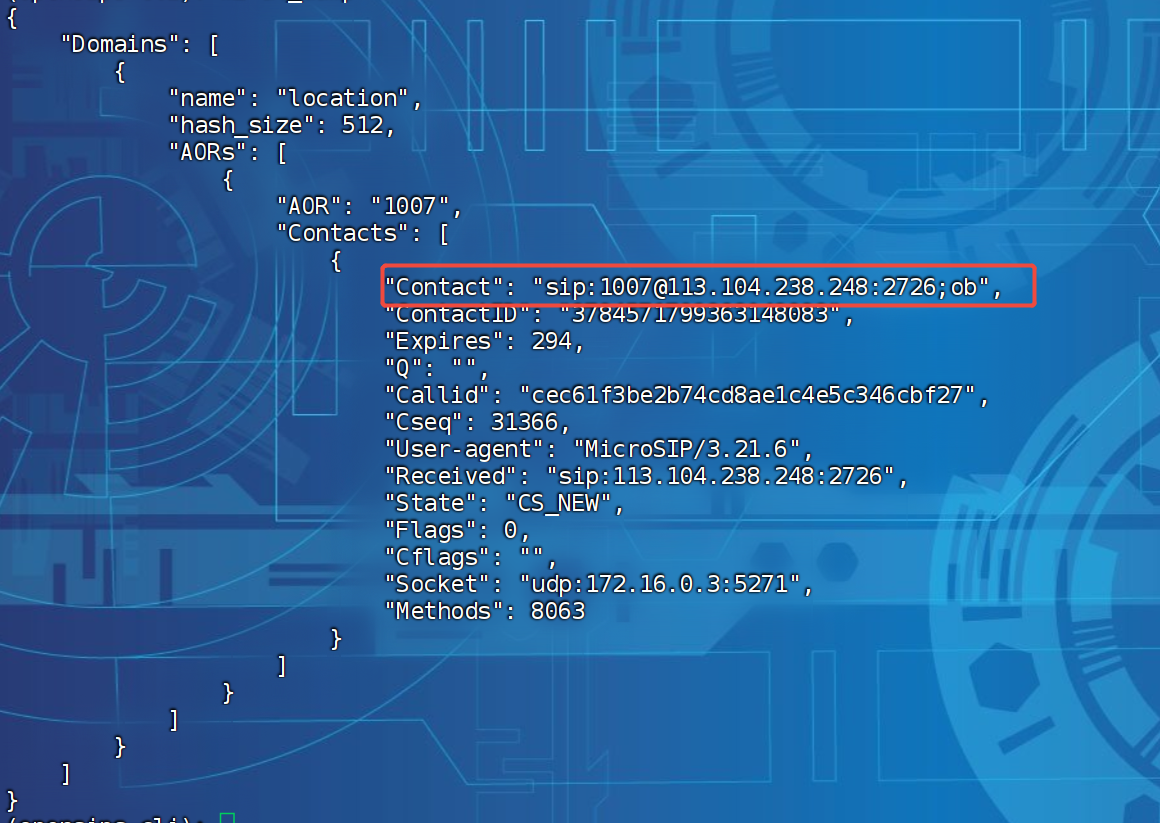 {
"Domains": [
{
"name": "location",
"hash_size": 512,
"AORs": [
{
"AOR": "1007",
"Contacts": [
{
"Contact": "sip:1007@113.104.238.248:2726;ob",
"ContactID": "3784571799363148083",
"Expires": 294,
"Q": "",
"Callid": "cec61f3be2b74cd8ae1c4e5c346cbf27",
"Cseq": 31366,
"User-agent": "MicroSIP/3.21.6",
"Received": "sip:113.104.238.248:2726",
"State": "CS_NEW",
"Flags": 0,
"Cflags": "",
"Socket": "udp:172.16.0.3:5271",
"Methods": 8063
}
]
}
]
}
]
}
(opensips-cli):